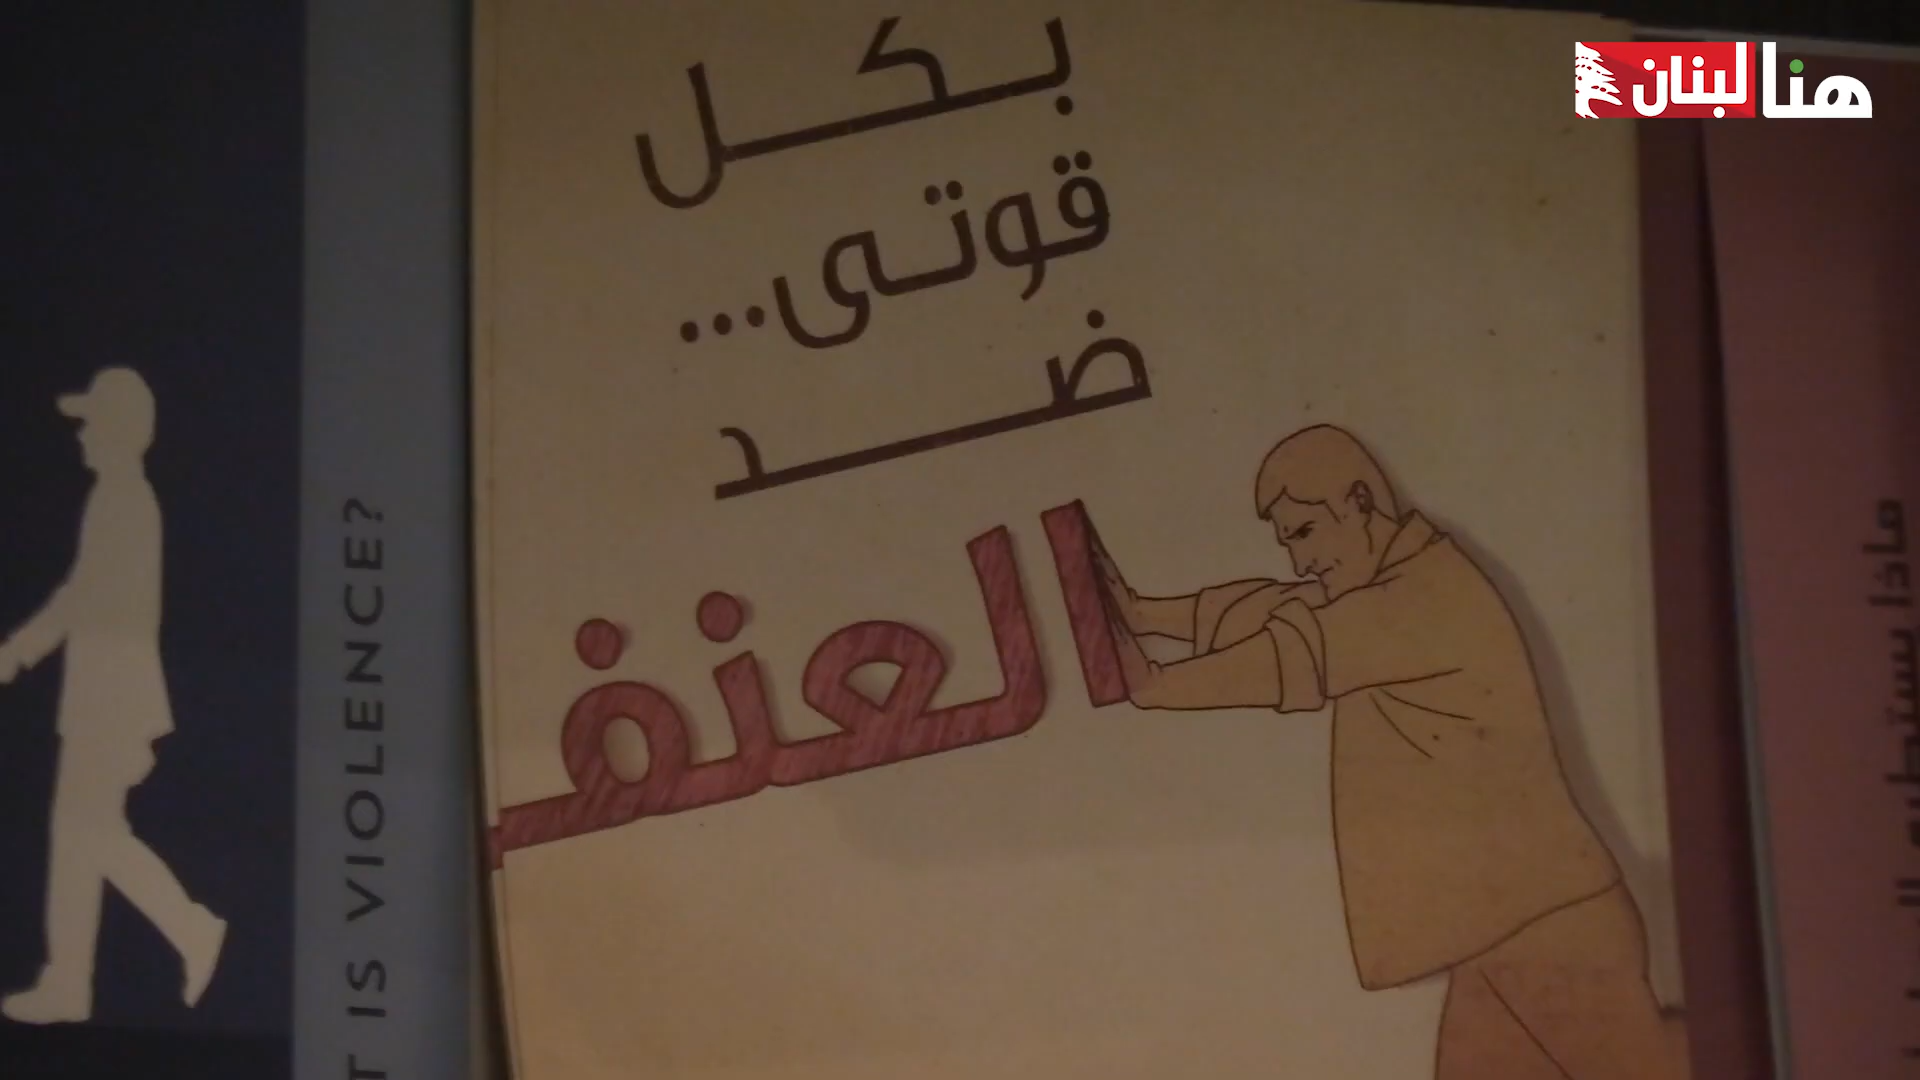 هنا لبنان
بكل
قوتي...
ضد
العنف
IS VIOLENCE?
ماذا